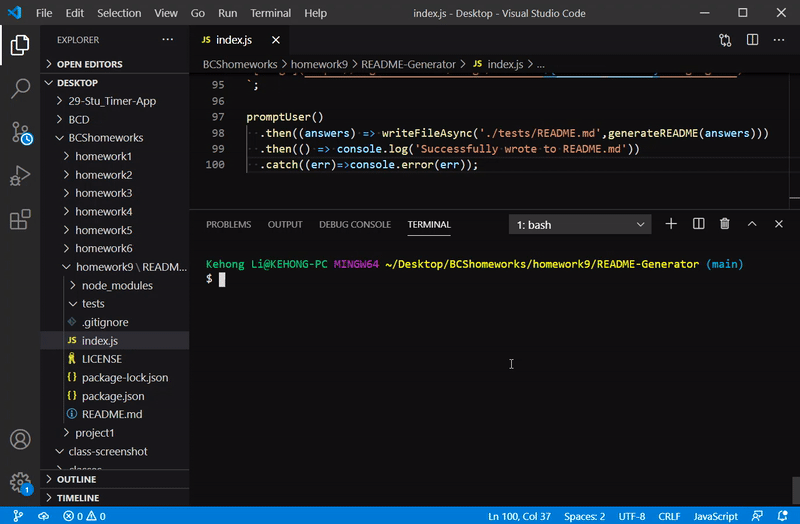 File Edit Selection View Go Run Terminal Help index.js - Desktop - Visual Studio Code
EXPLORER ···
JS index.js ×
OPEN EDITORS
BCShomeworks > homework9 > README-Generator > JS index.js > ...
DESKTOP
29-Stu_Timer-App
BCD
BCShomeworks
homework1
homework2
homework3
homework4
homework5
homework6
homework9 \ READM...
node_modules
tests
.gitignore
JS index.js
LICENSE
{} package-lock.json
{} package.json
README.md
project1
class-screenshot
OUTLINE
TIMELINE
95 `;
96
97 promptUser()
98 .then((answers) => writeFileAsync('./tests/README.md',generateREADME(answers)))
99 .then(() => console.log('Successfully wrote to README.md'))
100 .catch((err)=>console.error(err));
PROBLEMS OUTPUT DEBUG CONSOLE TERMINAL 1: bash
Kehong Li@KEHONG-PC MINGW64 ~/Desktop/BCShomeworks/homework9/README-Generator (main)
$
1
0 0 Ln 100, Col 37 Spaces: 2 UTF-8 CRLF JavaScript